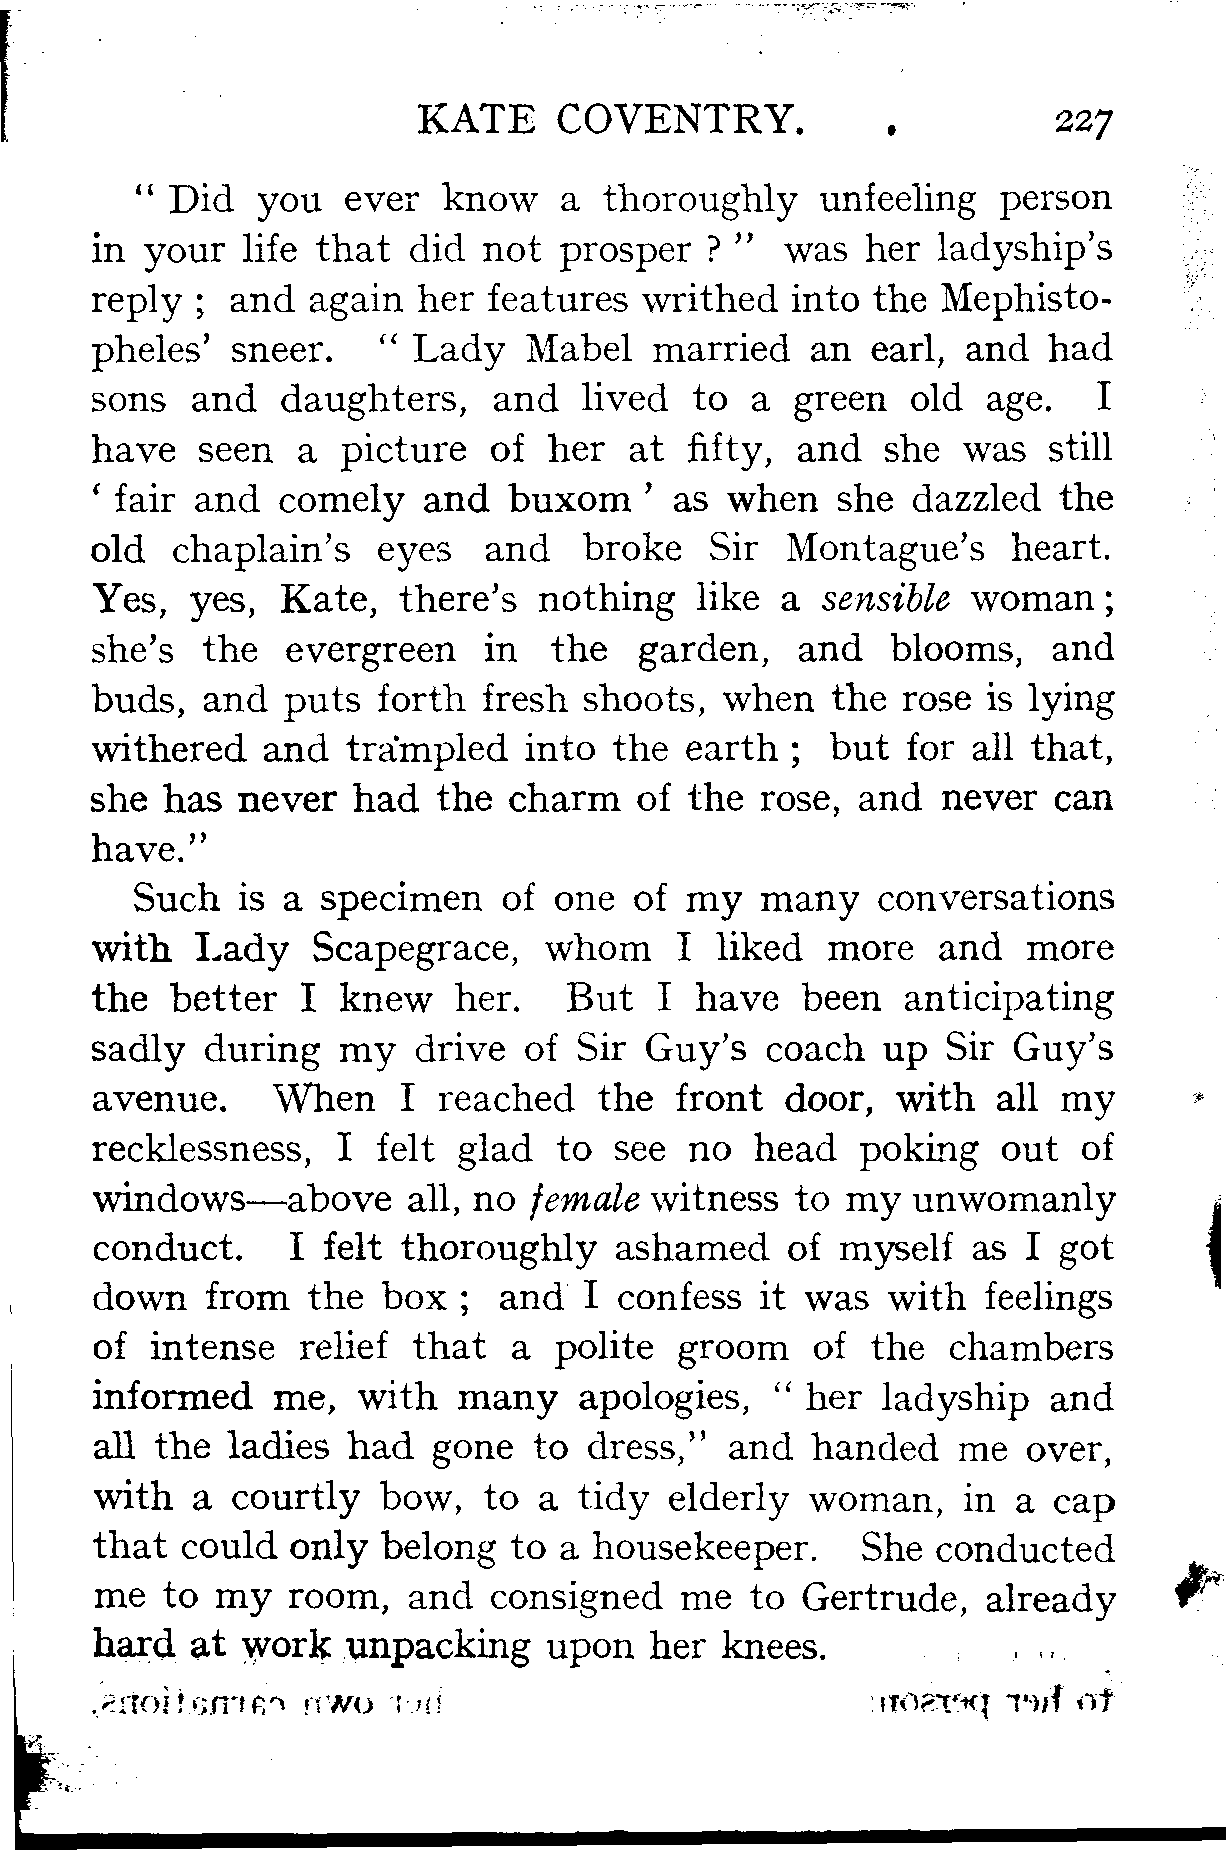 KATE COVENTRY. 227
“ Did you ever know a thoroughly unfeeling person
in your life that did not prosper ? ” was her ladyship’s
reply ; and again her features writhed into the Mephisto-
pheles’ sneer. “ Lady Mabel married an earl, and had
sons and daughters, and lived to a green old age. I
have seen a picture of her at fifty, and she was still
‘ fair and comely and buxom ’ as when she dazzled the
old chaplain’s eyes and broke Sir Montague’s heart.
Yes, yes, Kate, there’s nothing like a sensible woman ;
she’s the evergreen in the garden, and blooms, and
buds, and puts forth fresh shoots, when the rose is lying
withered and trampled into the earth ; but for all that,
she has never had the charm of the rose, and never can
have.”
Such is a specimen of one of my many conversations
with Lady Scapegrace, whom I liked more and more
the better I knew her. But I have been anticipating
sadly during my drive of Sir Guy’s coach up Sir Guy’s
avenue. When I reached the front door, with all my
recklessness, I felt glad to see no head poking out of
windows—above all, no female witness to my unwomanly
conduct. I felt thoroughly ashamed of myself as I got
down from the box ; and I confess it was with feelings
of intense relief that a polite groom of the chambers
informed me, with many apologies, “ her ladyship and
all the ladies had gone to dress,” and handed me over,
with a courtly bow, to a tidy elderly woman, in a cap
that could only belong to a housekeeper. She conducted
me to my room, and consigned me to Gertrude, already
hard at work unpacking upon her knees.